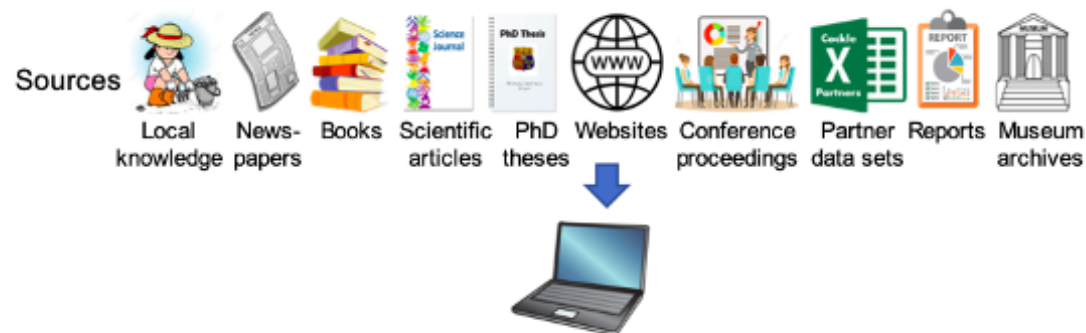 Sources
Science
Journal
PhD Thesis
WWW
Cockle
X
Partners
REPORT
MUSEUM
Local
knowledge
News-
papers
Books
Scientific
articles
PhD
theses
Websites
Conference
proceedings
Partner
data sets
Reports
Museum
archives